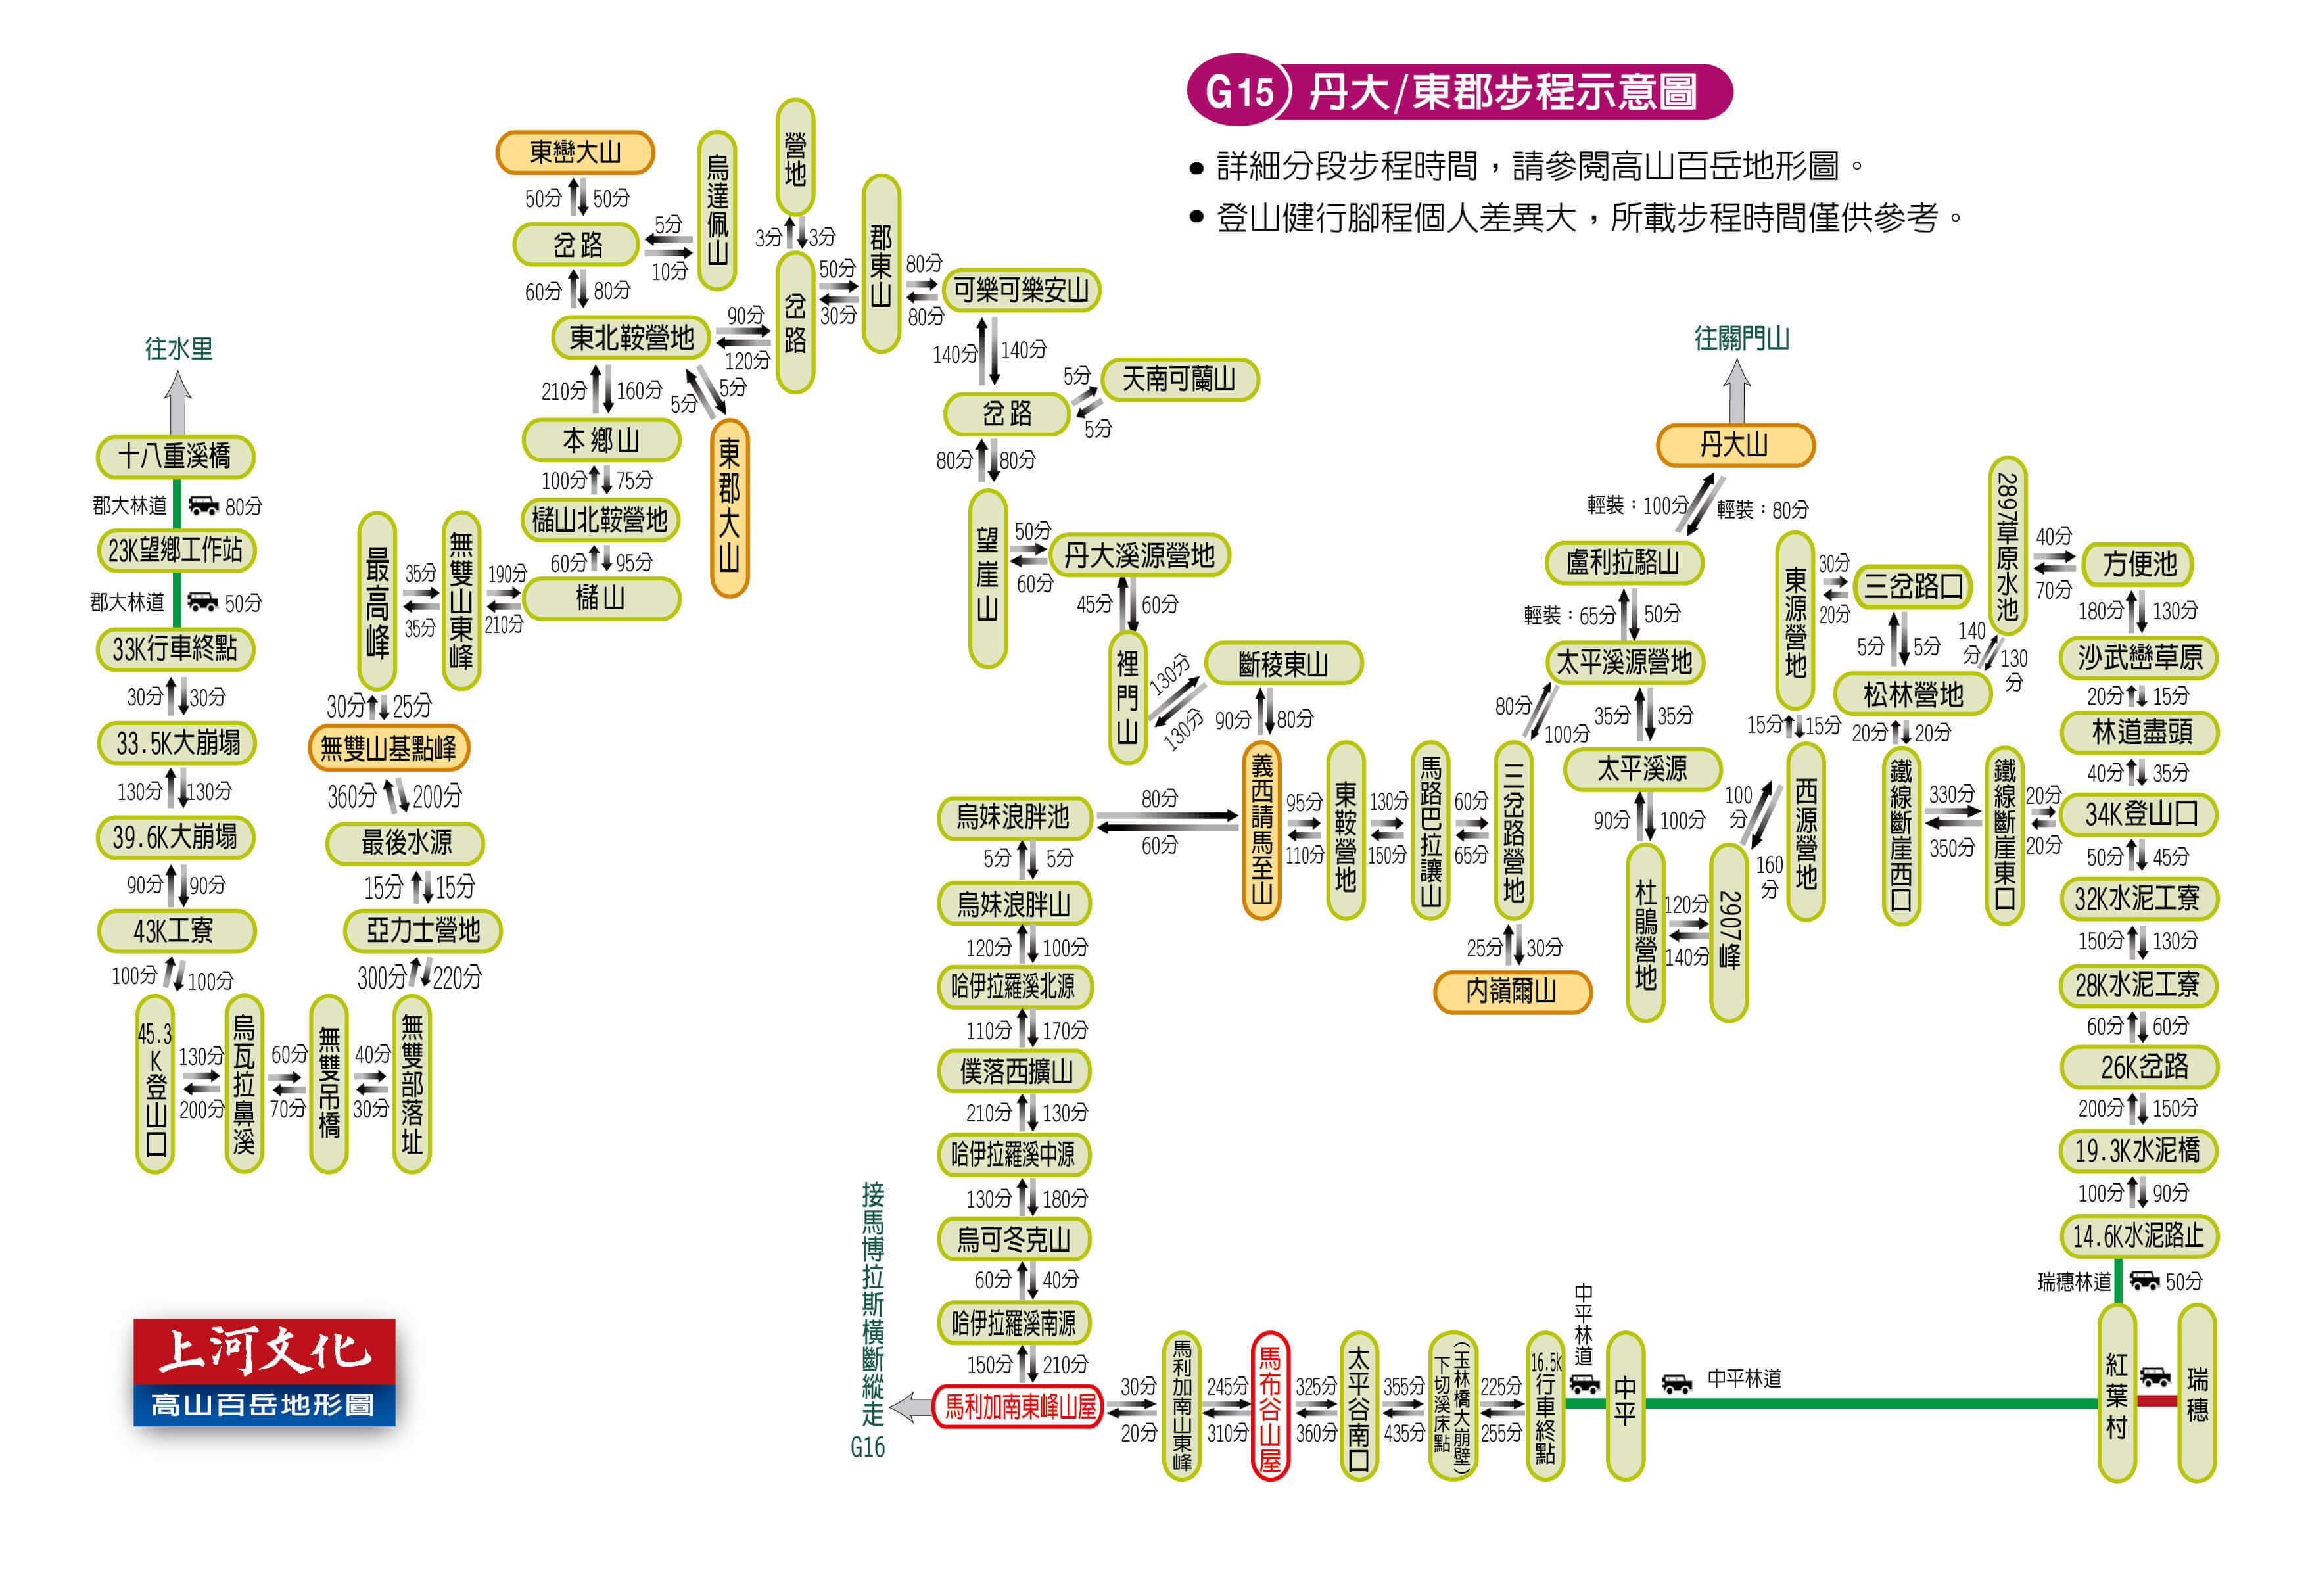 G15 丹大/東郡步程示意圖
● 詳細分段步程時間，請參閱高山百岳地形圖。
● 登山健行腳程個人差異大，所載步程時間僅供參考。
往水里
十八重溪橋
郡大林道 80分
23K望鄉工作站
郡大林道 50分
33K行車終點
30分 30分
33.5K大崩塌
130分 130分
39.6K大崩塌
90分 90分
43K工寮
100分 100分
45.3K登山口
130分
200分
烏瓦拉鼻溪
60分
70分
無雙吊橋
40分
30分
無雙部落址
300分 220分
亞力士營地
15分 15分
最後水源
360分 200分
無雙山基點峰
30分 25分
最高峰
35分
35分
無雙山東峰
190分
210分
儲山
60分 95分
儲山北鞍營地
100分 75分
本鄉山
210分 160分
東北鞍營地
5分
5分
東郡大山
60分 80分
岔路
5分
10分
烏達佩山
50分 50分
東巒大山
90分
120分
岔路
3分 3分
營地
50分
30分
郡東山
80分
80分
可樂可樂安山
140分 140分
岔路
5分
5分
天南可蘭山
80分 80分
望崖山
50分
60分
丹大溪源營地
45分 60分
裡門山
130分
130分
斷稜東山
90分 80分
義西請馬至山
80分
60分
烏妹浪胖池
5分 5分
烏妹浪胖山
120分 100分
哈伊拉羅溪北源
110分 170分
僕落西擴山
210分 130分
哈伊拉羅溪中源
130分 180分
烏可冬克山
60分 40分
哈伊拉羅溪南源
150分 210分
馬利加南東峰山屋
接馬博拉斯橫斷縱走
G16
30分
20分
馬利加南山東峰
245分
310分
馬布谷山屋
325分
360分
太平谷南口
355分
435分
(玉林橋大崩壁)
下切溪床點
225分
255分
16.5K行車終點
中平林道
中平
中平林道
紅葉村
瑞穗
95分
110分
東鞍營地
130分
150分
馬路巴拉讓山
60分
65分
三岔路營地
25分 30分
內嶺爾山
80分
100分
太平溪源營地
輕裝：65分 50分
盧利拉駱山
輕裝：100分 輕裝：80分
丹大山
往關門山
35分 35分
太平溪源
90分 100分
杜鵑營地
120分
140分
2907峰
100分
160分
西源營地
15分 15分
東源營地
30分
20分
三岔路口
5分 5分
松林營地
140分
130分
2897草原水池
40分
70分
方便池
20分 20分
鐵線斷崖西口
330分
350分
鐵線斷崖東口
20分
20分
180分 130分
沙武巒草原
20分 15分
林道盡頭
40分 35分
34K登山口
50分 45分
32K水泥工寮
150分 130分
28K水泥工寮
60分 60分
26K岔路
200分 150分
19.3K水泥橋
100分 90分
14.6K水泥路止
瑞穗林道 50分
上河文化
高山百岳地形圖